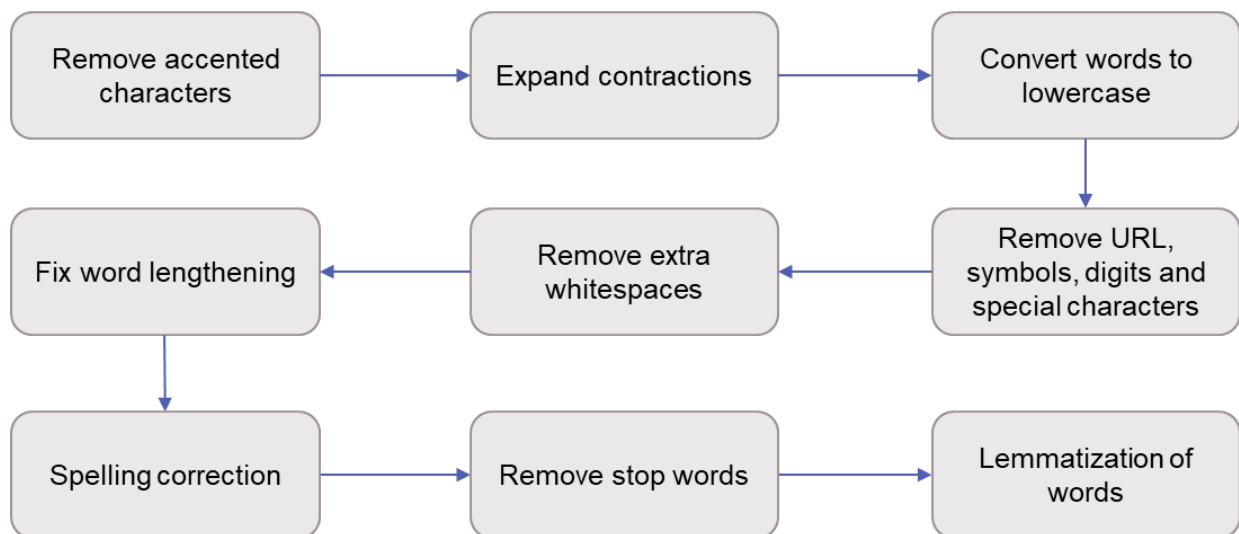 Remove accented
characters
Expand contractions
Convert words to
lowercase
Remove URL,
symbols, digits and
special characters
Remove extra
whitespaces
Fix word lengthening
Spelling correction
Remove stop words
Lemmatization of
words